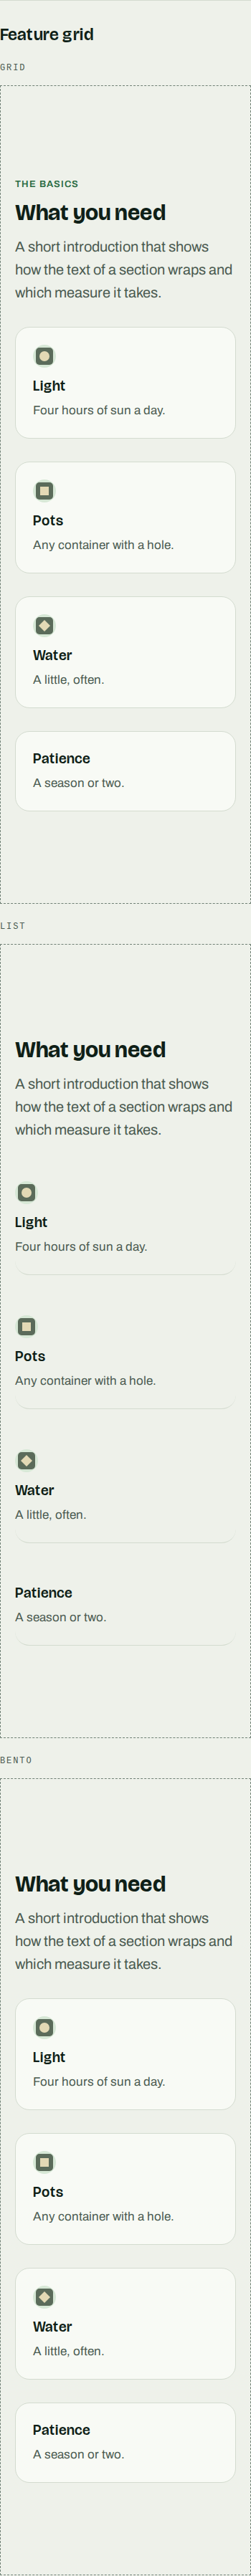 Feature grid
GRID
THE BASICS
What you need
A short introduction that shows
how the text of a section wraps and
which measure it takes.
Light
Four hours of sun a day.
Pots
Any container with a hole.
Water
A little, often.
Patience
A season or two.
LIST
What you need
A short introduction that shows
how the text of a section wraps and
which measure it takes.
Light
Four hours of sun a day.
Pots
Any container with a hole.
Water
A little, often.
Patience
A season or two.
BENTO
What you need
A short introduction that shows
how the text of a section wraps and
which measure it takes.
Light
Four hours of sun a day.
Pots
Any container with a hole.
Water
A little, often.
Patience
A season or two.